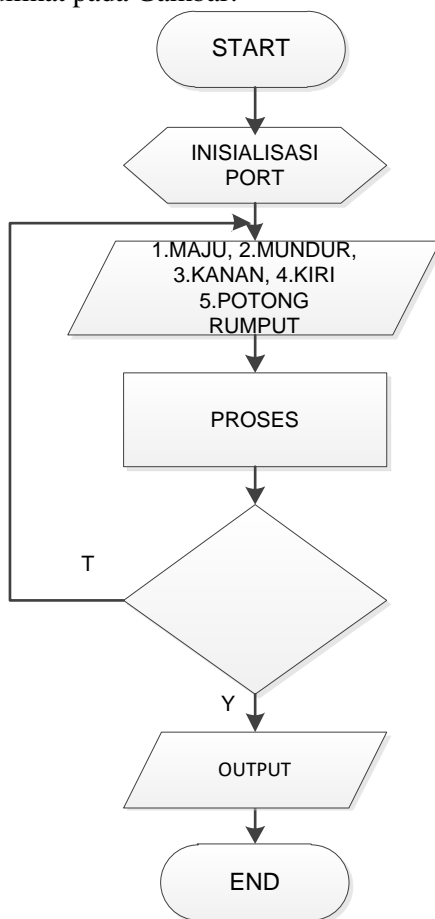 pada Gambar.
START
INISIALISASI
PORT
1.MAJU, 2.MUNDUR,
3.KANAN, 4.KIRI
5.POTONG
RUMPUT
PROSES
T
Y
OUTPUT
END